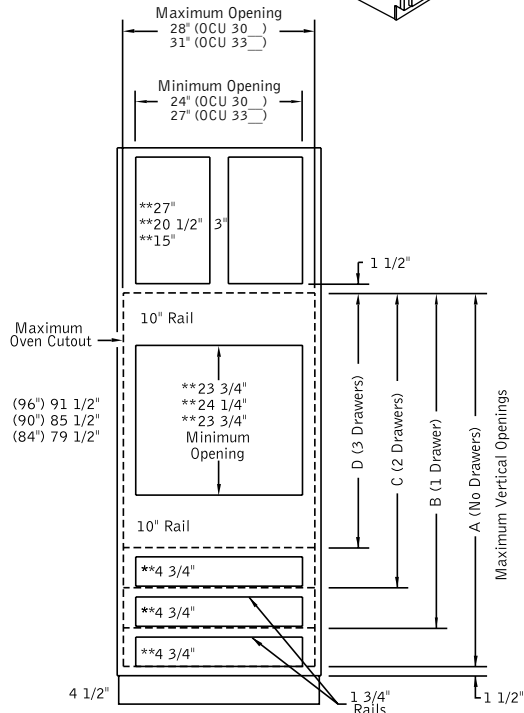 Maximum Opening
28" (OCU 30__)
31" (OCU 33__)
Minimum Opening
24" (OCU 30__)
27" (OCU 33__)
**27"
**20 1/2" 3"
**15"
1 1/2"
10" Rail
Maximum
Oven Cutout
(96") 91 1/2"
(90") 85 1/2"
(84") 79 1/2"
**23 3/4"
**24 1/4"
**23 3/4"
Minimum
Opening
D (3 Drawers)
C (2 Drawers)
B (1 Drawer)
A (No Drawers)
Maximum Vertical Openings
10" Rail
**4 3/4"
**4 3/4"
**4 3/4"
4 1/2"
1 3/4"
Rails
1 1/2"